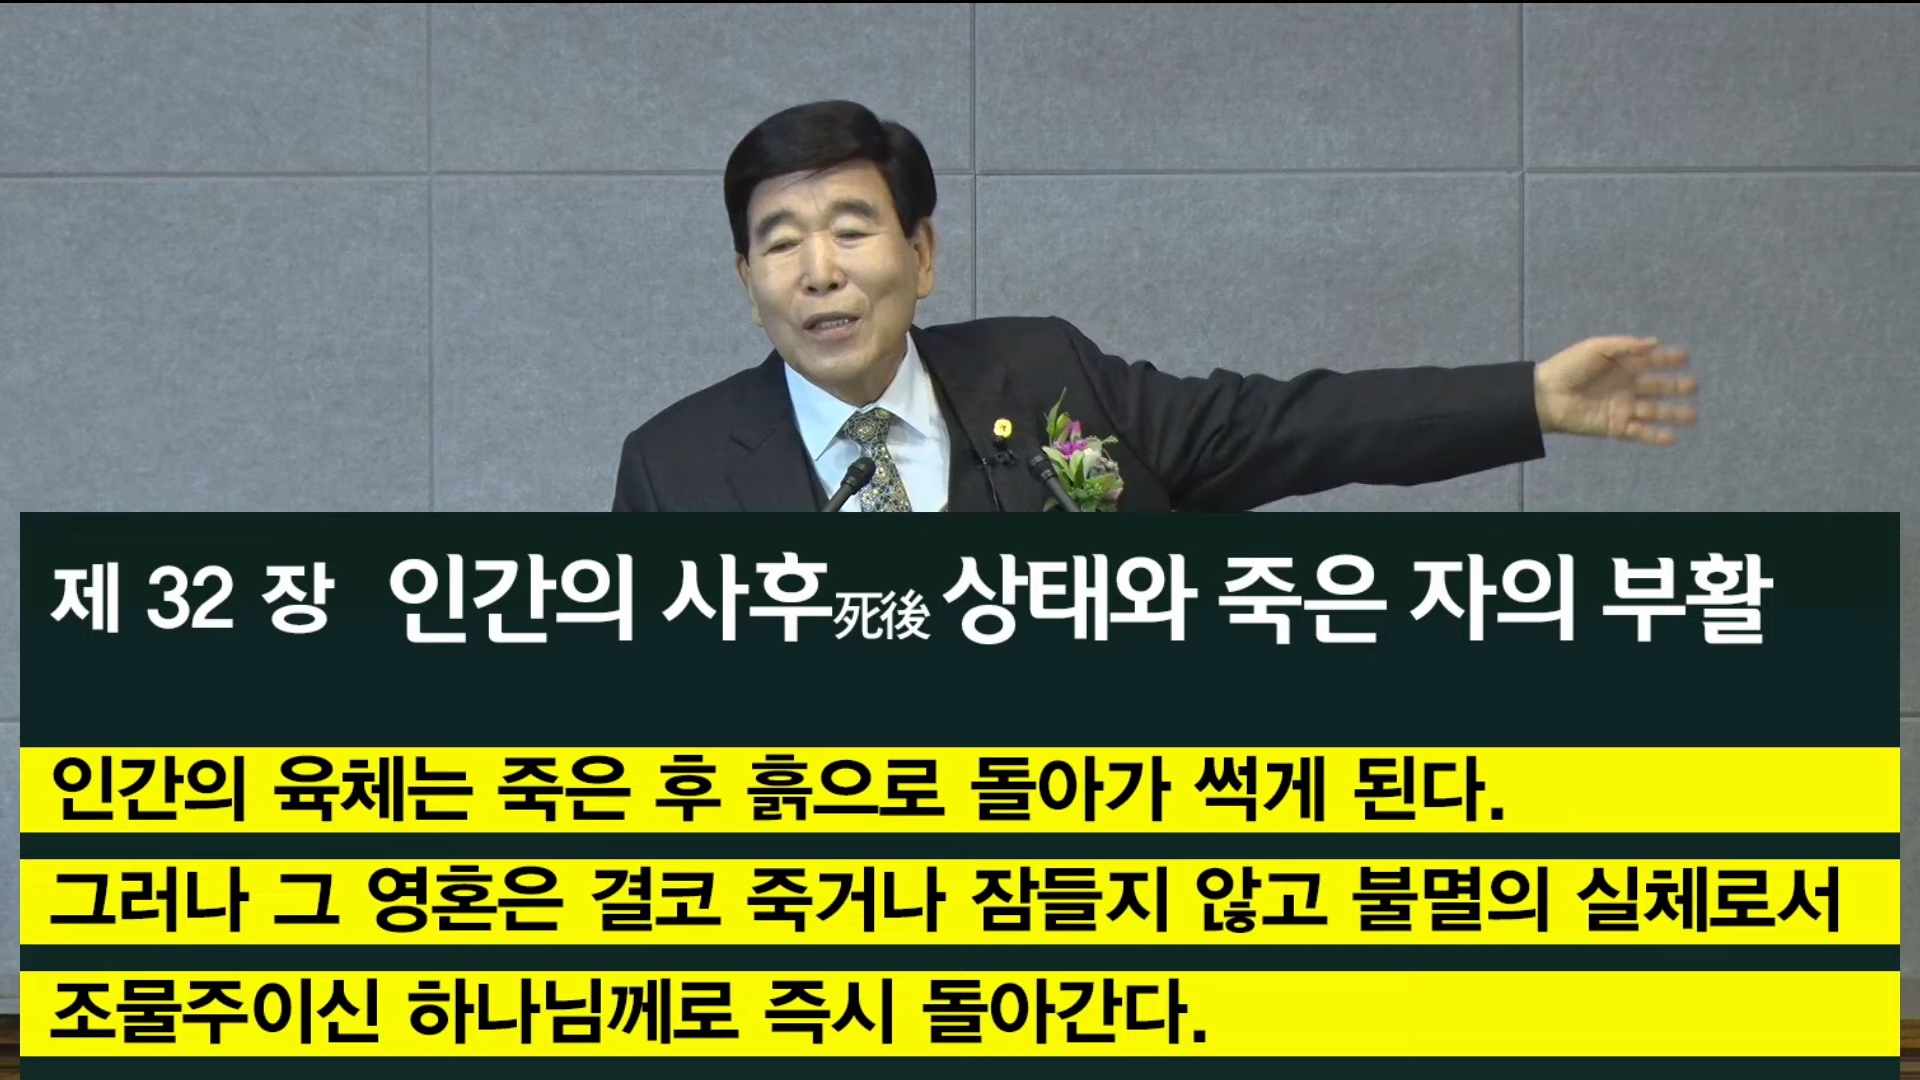 제 32 장 인간의 사후死後 상태와 죽은 자의 부활
인간의 육체는 죽은 후 흙으로 돌아가 썩게 된다.
그러나 그 영혼은 결코 죽거나 잠들지 않고 불멸의 실체로서
조물주이신 하나님께로 즉시 돌아간다.